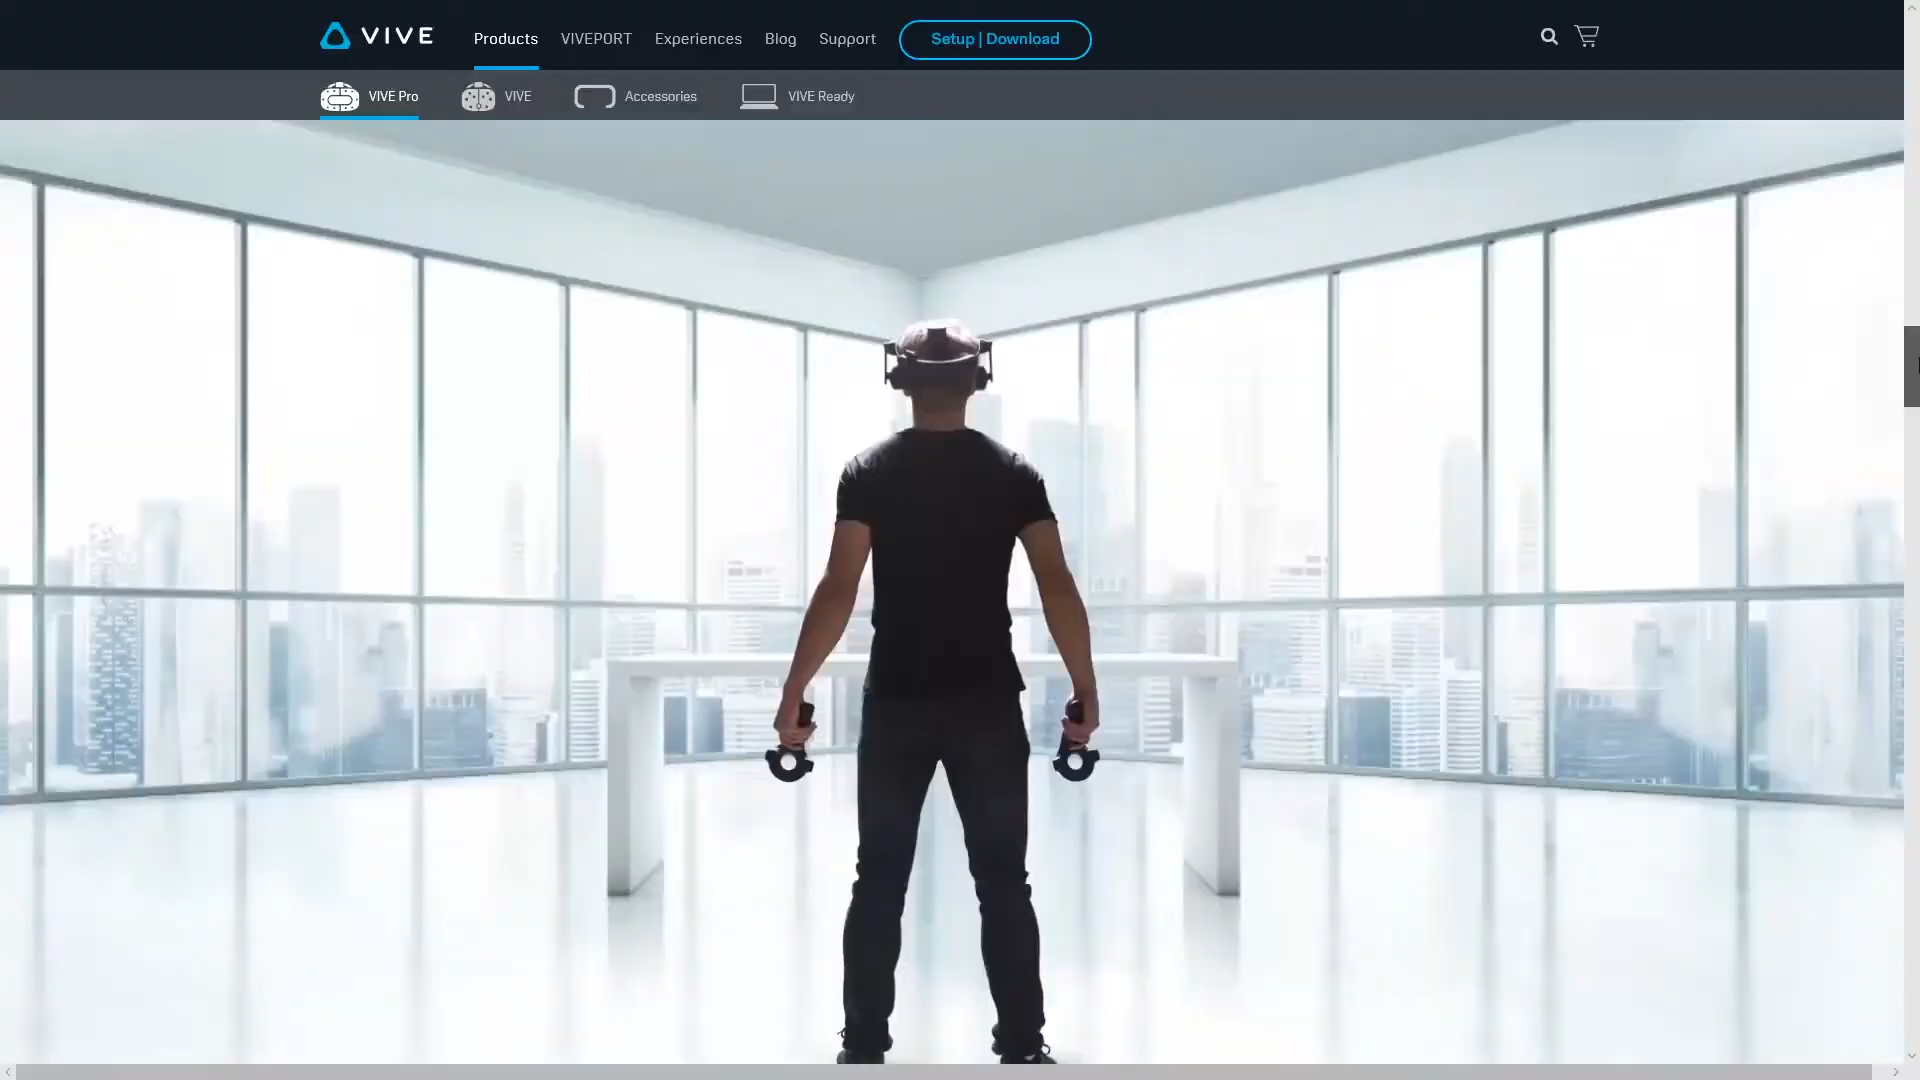 VIVE
Products VIVEPORT Experiences Blog Support Setup | Download
VIVE Pro VIVE Accessories VIVE Ready